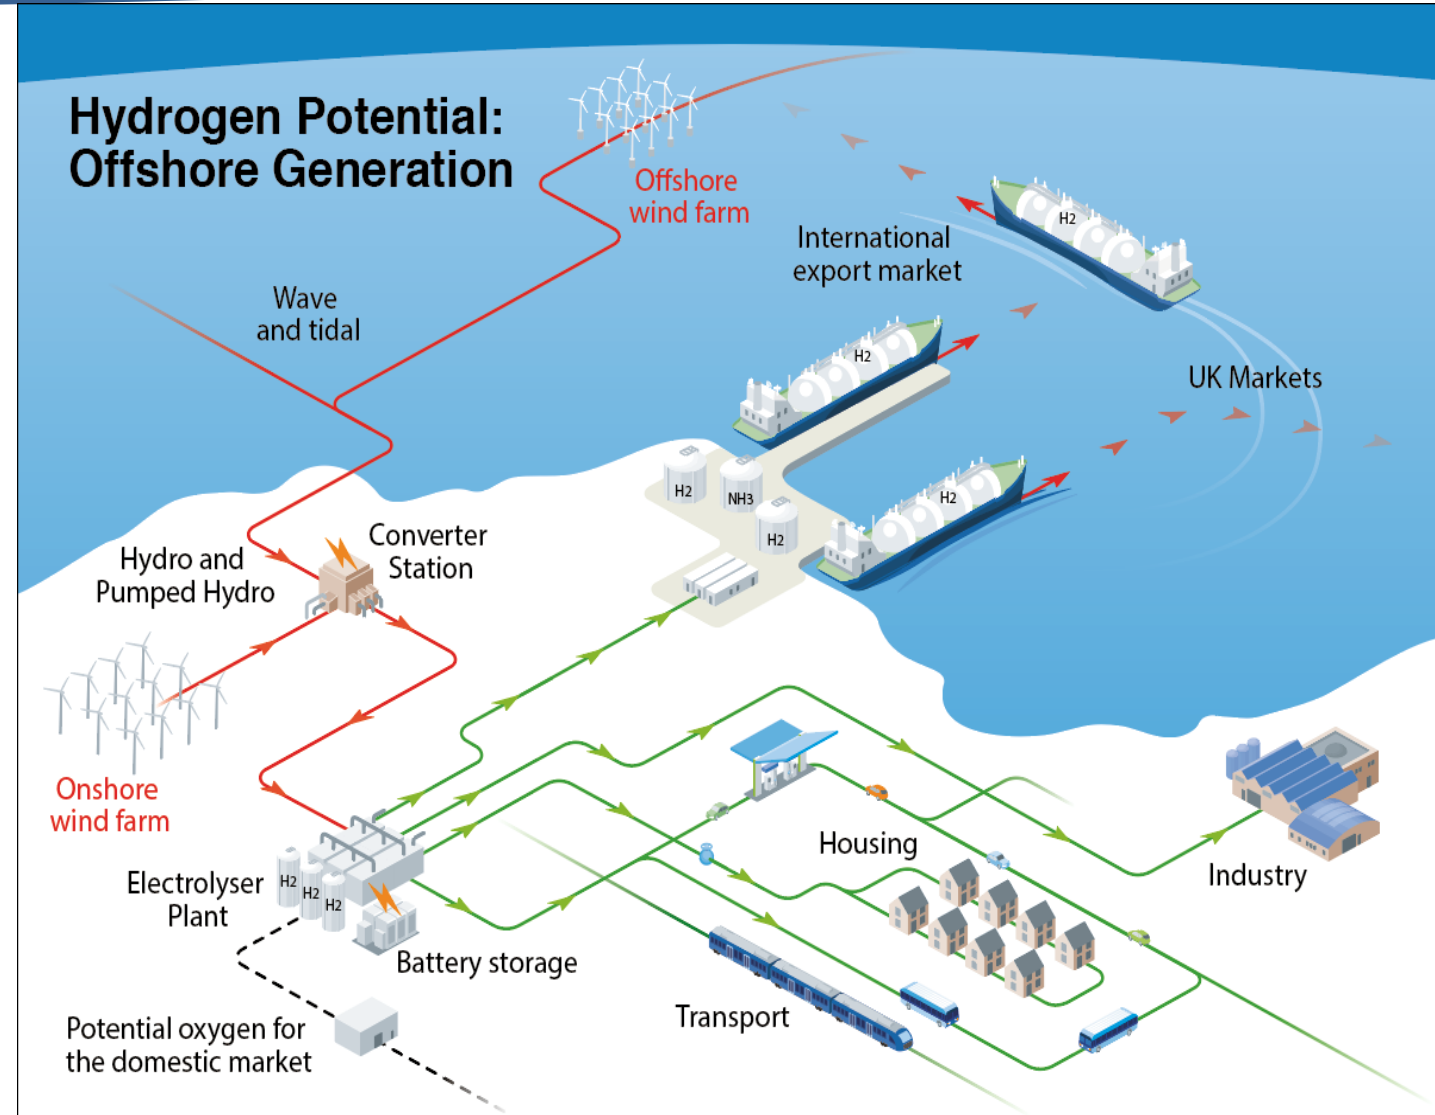 Hydrogen Potential:
Offshore Generation
Offshore
wind farm
International
export market
H2
Wave
and tidal
H2
UK Markets
H2
NH3
H2
H2
Converter
Station
Hydro and
Pumped Hydro
Onshore
wind farm
Housing
Industry
Electrolyser
Plant
H2
H2
H2
Battery storage
Transport
Potential oxygen for
the domestic market